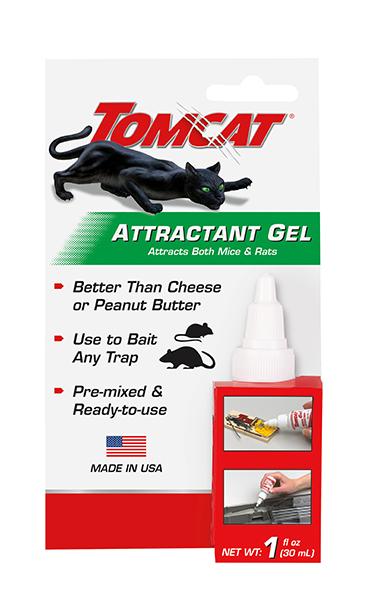 TOMCAT®
ATTRACTANT GEL
Attracts Both Mice & Rats
Better Than Cheese
or Peanut Butter
Use to Bait
Any Trap
Pre-mixed &
Ready-to-use
MADE IN USA
NET WT: 1 fl oz
(30 mL)